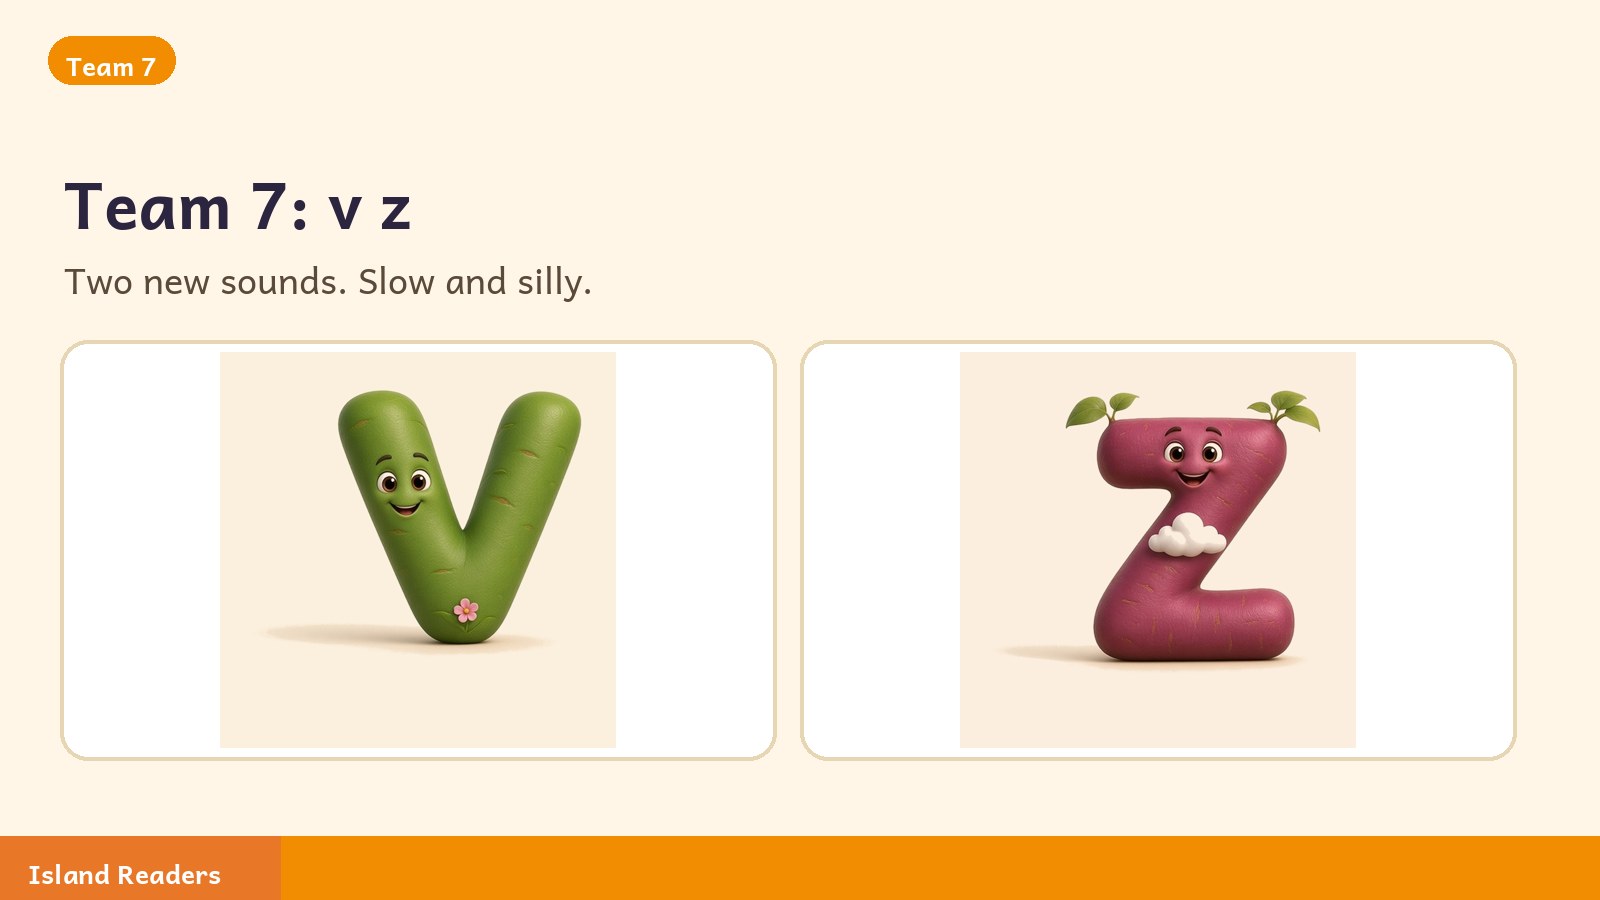 Team 7
Team 7: v z
Two new sounds. Slow and silly.
V
Z
Island Readers